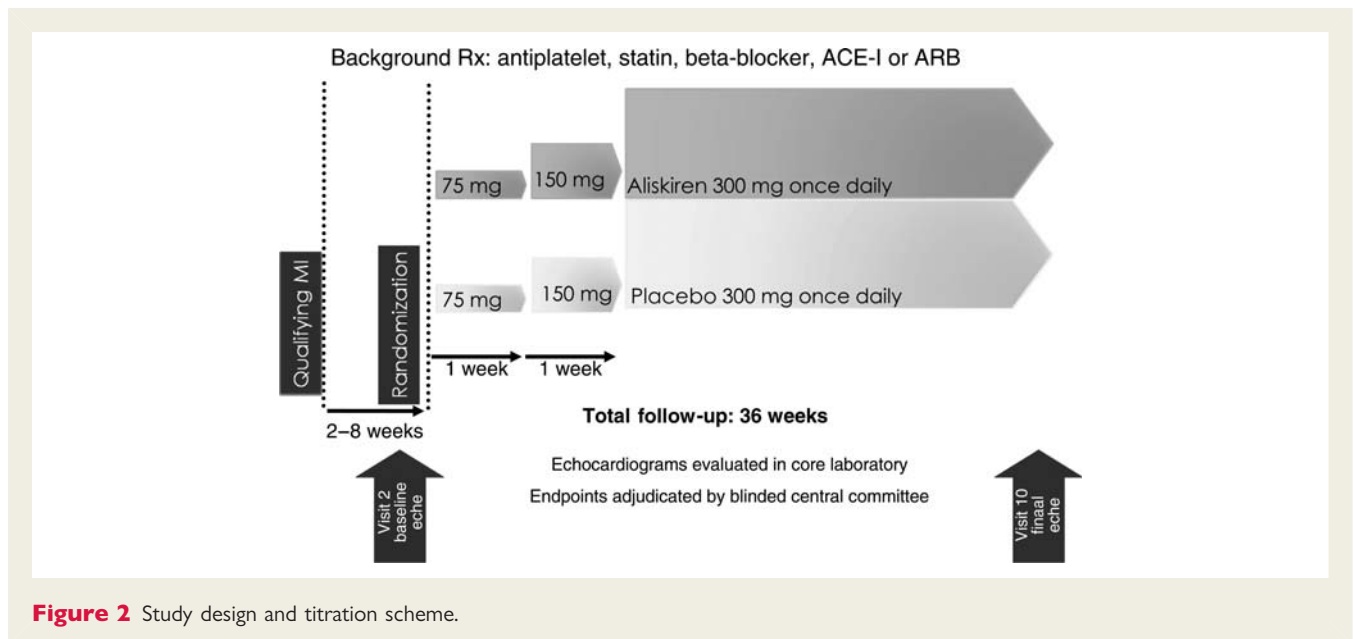 Background Rx: antiplatelet, statin, beta-blocker, ACE-I or ARB
75 mg
150 mg
Aliskiren 300 mg once daily
Qualifying MI
Randomization
75 mg
150 mg
Placebo 300 mg once daily
1 week
1 week
2–8 weeks
Total follow-up: 36 weeks
Echocardiograms evaluated in core laboratory
Endpoints adjudicated by blinded central committee
Visit 2
baseline
eche
Visit 10
finaal
eche
Figure 2 Study design and titration scheme.